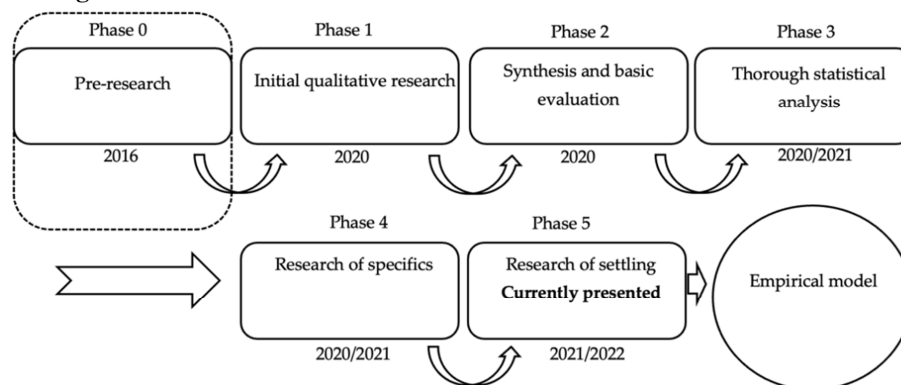 Phase 0
Phase 1
Phase 2
Phase 3
Pre-research
Initial qualitative research
Synthesis and basic
evaluation
Thorough statistical
analysis
2016
2020
2020
2020/2021
Phase 4
Phase 5
Research of specifics
Research of settling
Currently presented
Empirical model
2020/2021
2021/2022